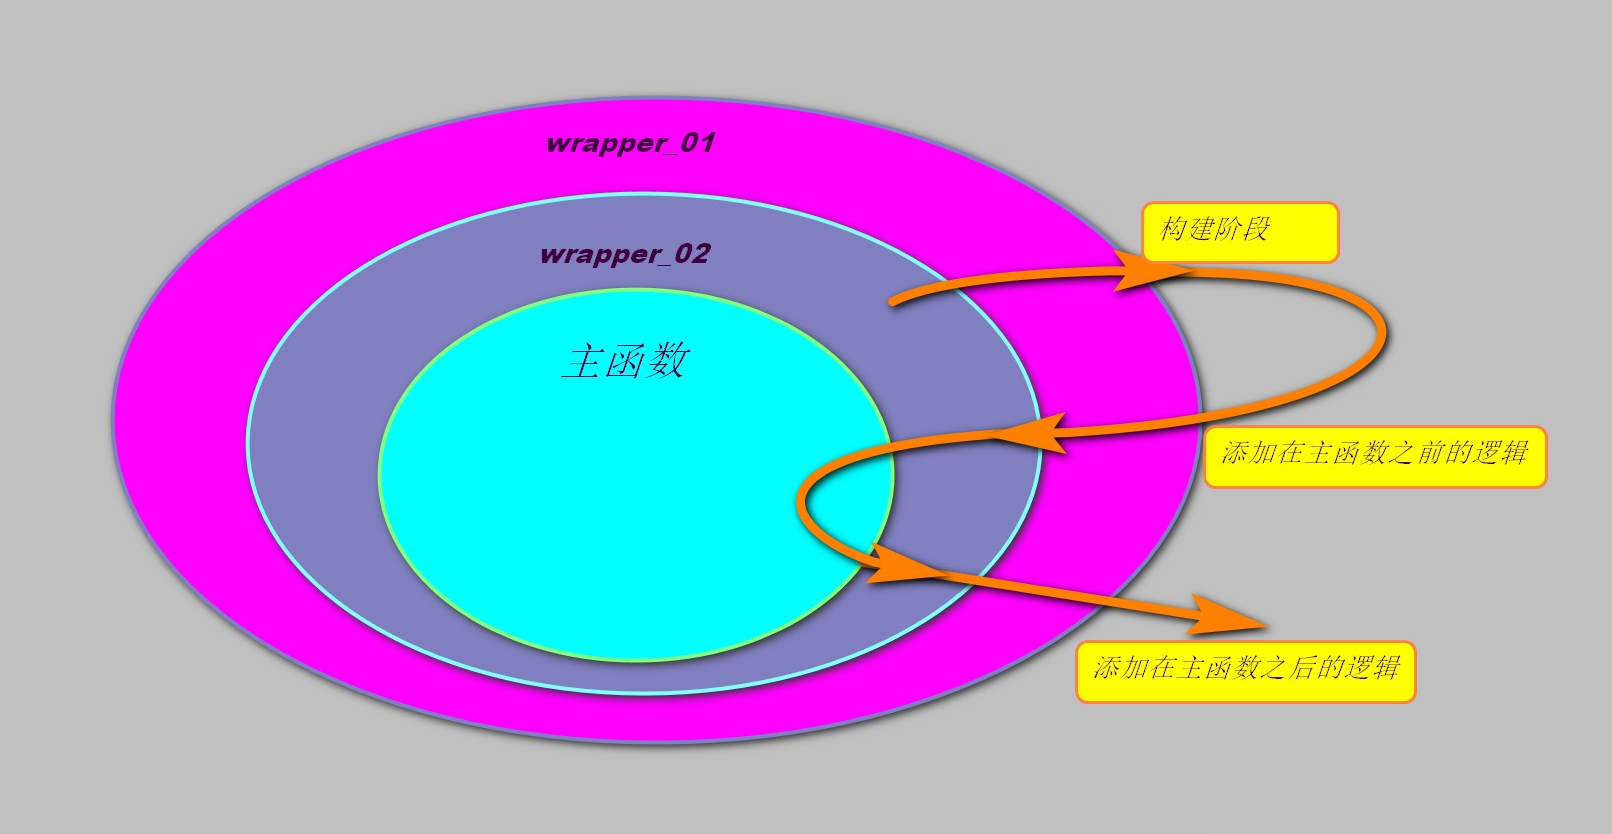 wrapper_01
构建阶段
wrapper_02
主函数
添加在主函数之前的逻辑
添加在主函数之后的逻辑